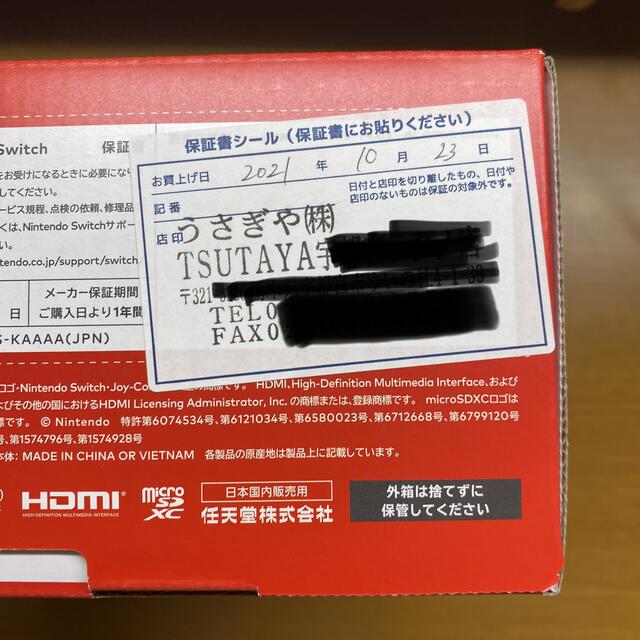 保証書シール（保証書にお貼りください）
お買上げ日 2021 年 10 月 23 日
記番
日付と店印を切り離したもの、日付や
店印のないものは保証の対象外です。
店印
うさぎや㈱
TSUTAYA宇
〒321
TEL0
FAX0
Switch 保証
をお受けになるときに必要になり
してください。
ービス規程、点検の依頼、修理品
くは、Nintendo Switchサポー
tendo.co.jp/support/switch
メーカー保証期間
日 ご購入日より1年間
S-KAAAA(JPN)
ロゴ・Nintendo Switch・Joy-Co 商標です。 HDMI、High-Definition Multimedia Interface、および
よびその他の国におけるHDMI Licensing Administrator, Inc. の商標または、登録商標です。 microSDXCロゴは
標です。 © Nintendo 特許第6074534号、第6121034号、第6580023号、第6712668号、第6799120
号、第1574796号、第1574928号
本体: MADE IN CHINA OR VIETNAM 各製品の原産地は製品上に記載しています。
HDMI
HIGH-DEFINITION MULTIMEDIA INTERFACE
micro SD XC
日本国内販売用
任天堂株式会社
外箱は捨てずに
保管してください